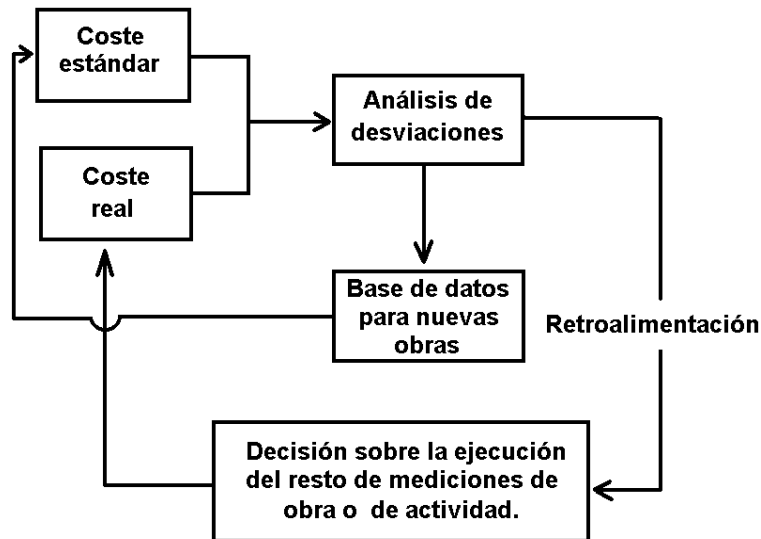 Coste
estándar
Análisis de
desviaciones
Coste
real
Base de datos
para nuevas
obras
Retroalimentación
Decisión sobre la ejecución
del resto de mediciones de
obra o de actividad.